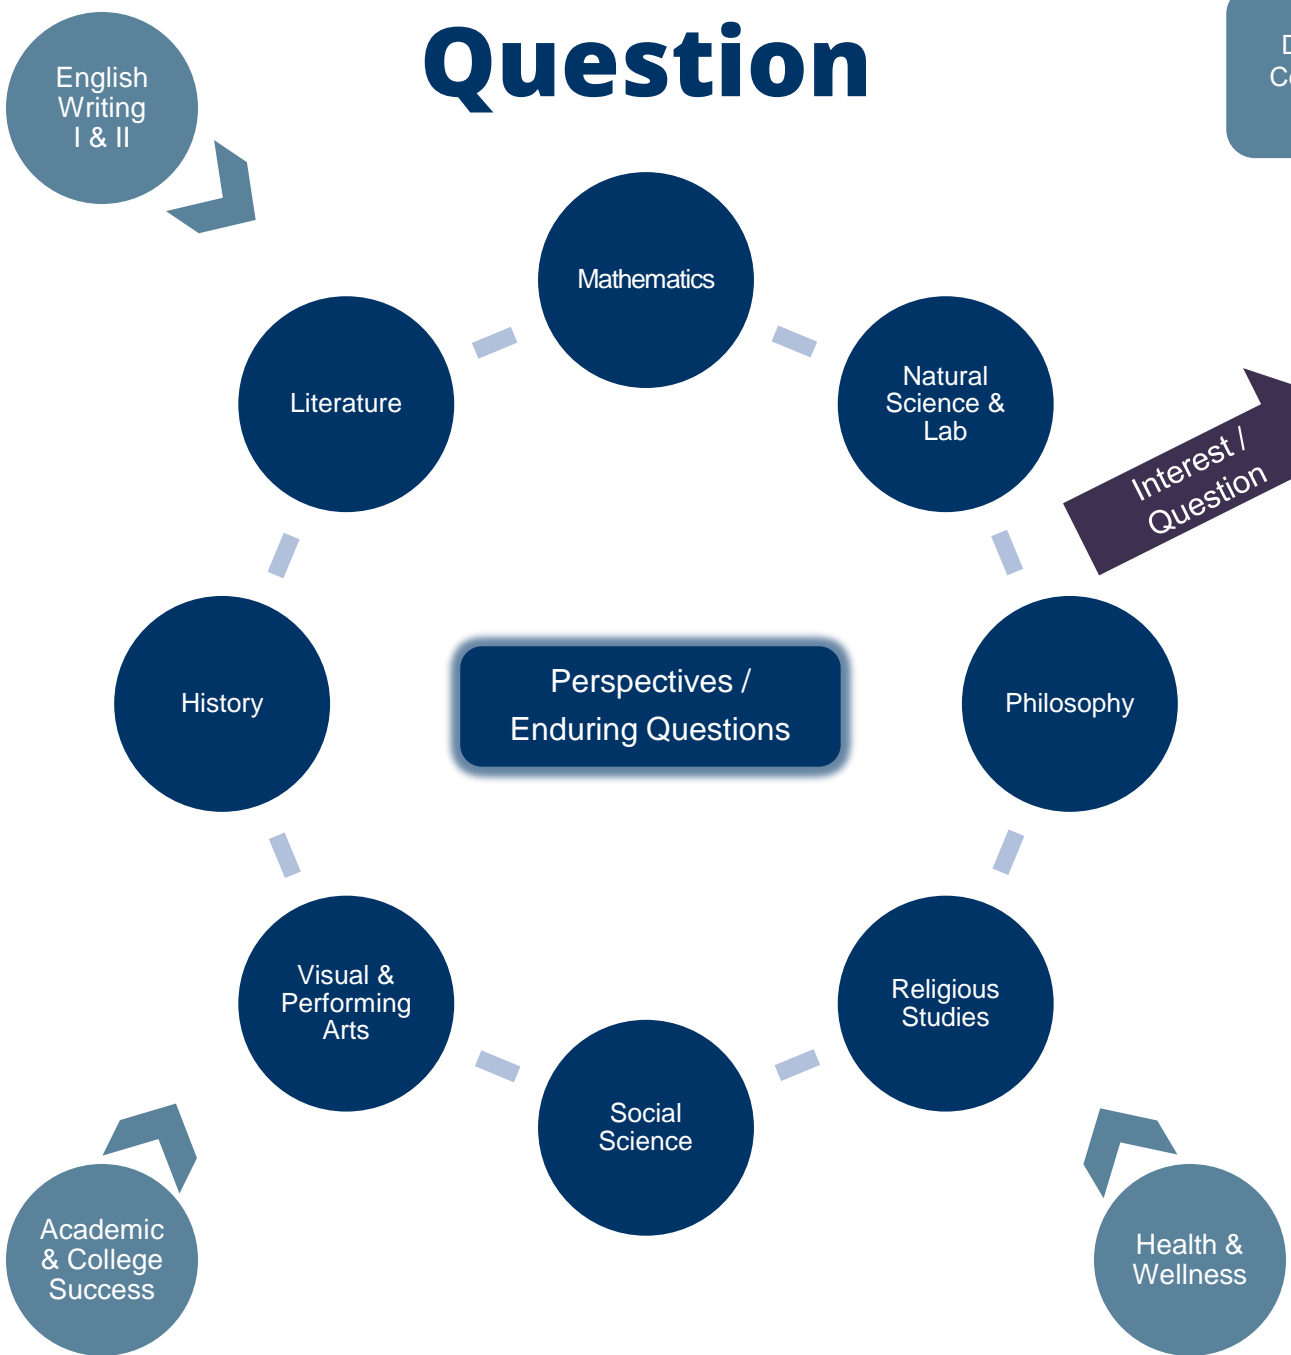 Question
English
Writing
I & II
Mathematics
Literature
Natural
Science &
Lab
Interest /
Question
History
Perspectives /
Enduring Questions
Philosophy
Visual &
Performing
Arts
Religious
Studies
Social
Science
Academic
& College
Success
Health &
Wellness